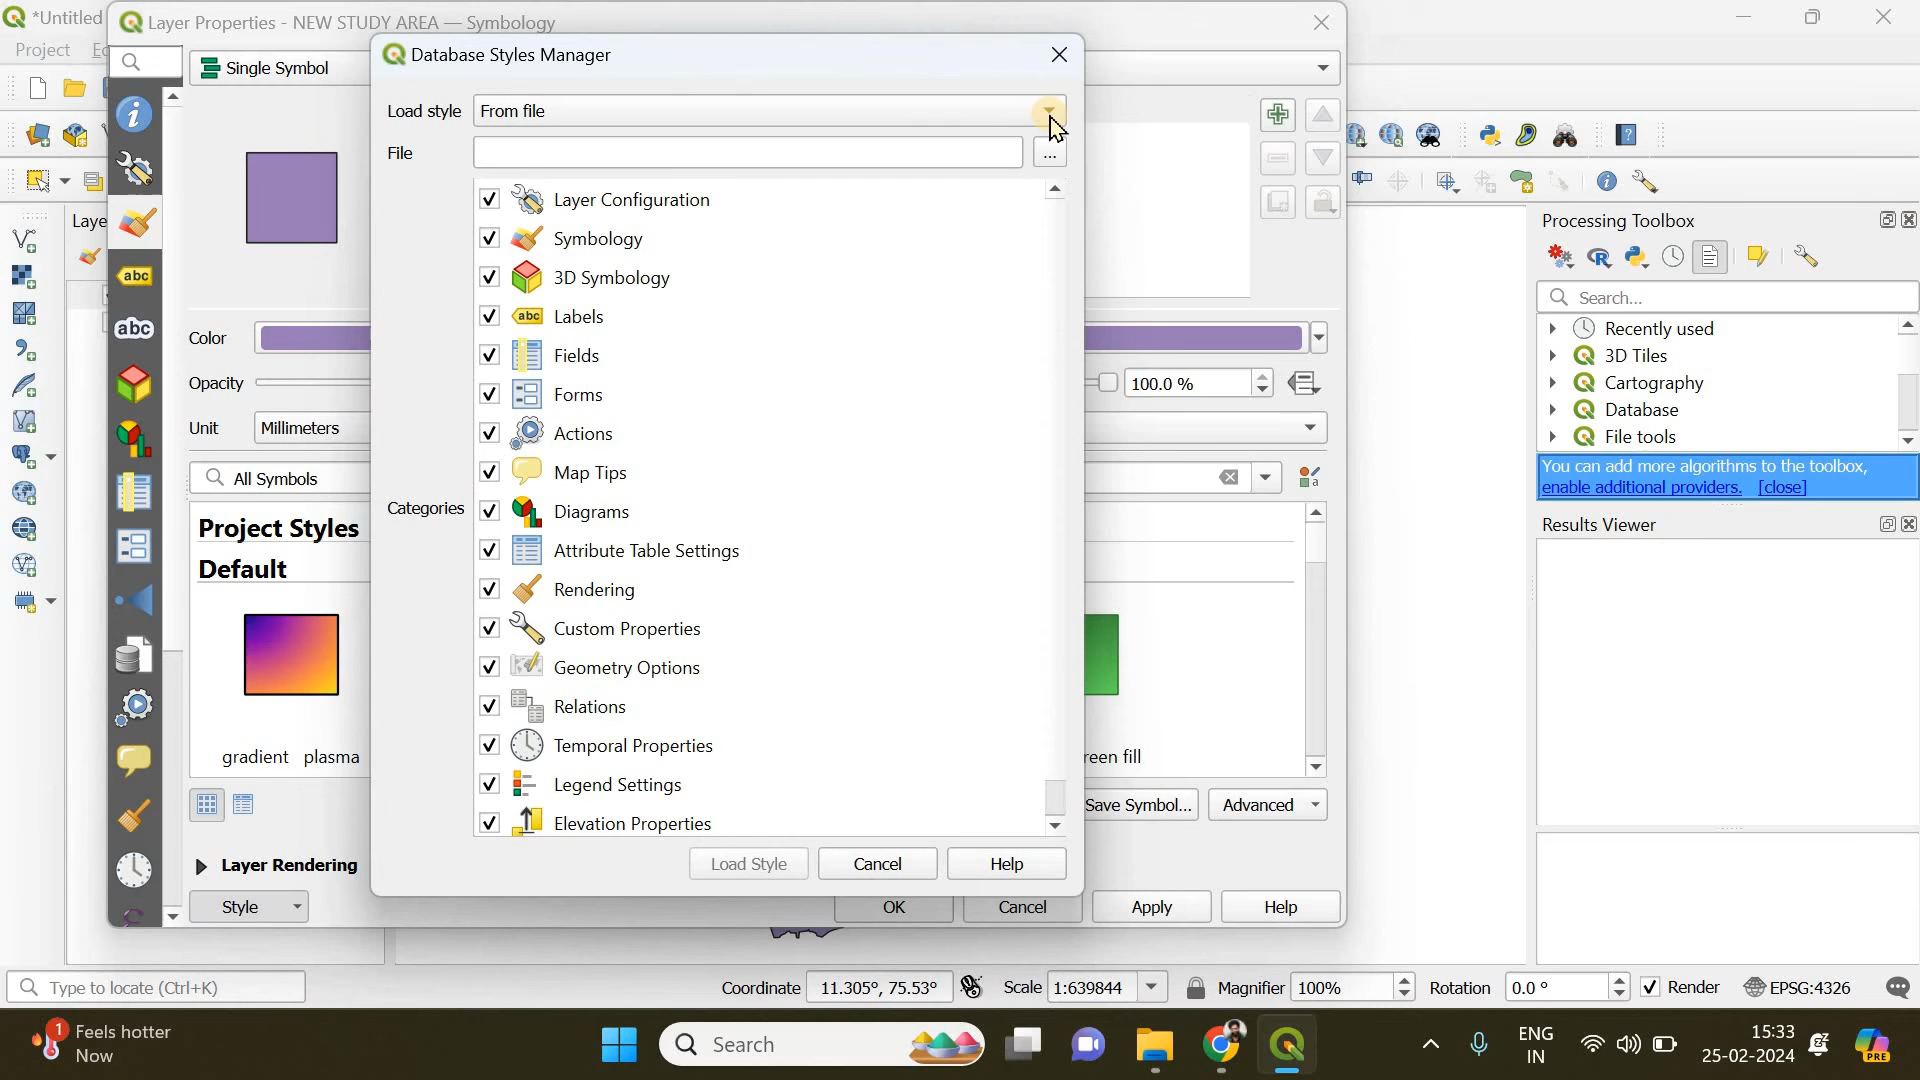 *Untitled
Layer Properties - NEW STUDY AREA — Symbology
Project
Single Symbol
Database Styles Manager
Load style
From file
File
...
Layer Configuration
Symbology
3D Symbology
Labels
Fields
Forms
Actions
Map Tips
Categories
Diagrams
Attribute Table Settings
Rendering
Custom Properties
Geometry Options
Relations
Temporal Properties
Legend Settings
Elevation Properties
Load Style
Cancel
Help
Laye
abc
abc
Color
Opacity
100.0 %
Unit
Millimeters
All Symbols
Project Styles
Default
gradient plasma
reen fill
Save Symbol...
Advanced
Layer Rendering
Style
OK
Cancel
Apply
Help
Processing Toolbox
Search...
Recently used
3D Tiles
Cartography
Database
File tools
You can add more algorithms to the toolbox,
enable additional providers. [close]
Results Viewer
Type to locate (Ctrl+K)
Coordinate
11.305°, 75.53°
Scale
1:639844
Magnifier
100%
Rotation
0.0 °
Render
EPSG:4326
1
Feels hotter
Now
Search
ENG
IN
15:33
25-02-2024
PRE